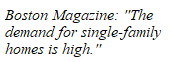 Boston Magazine: "The
demand for single-family
homes is high."